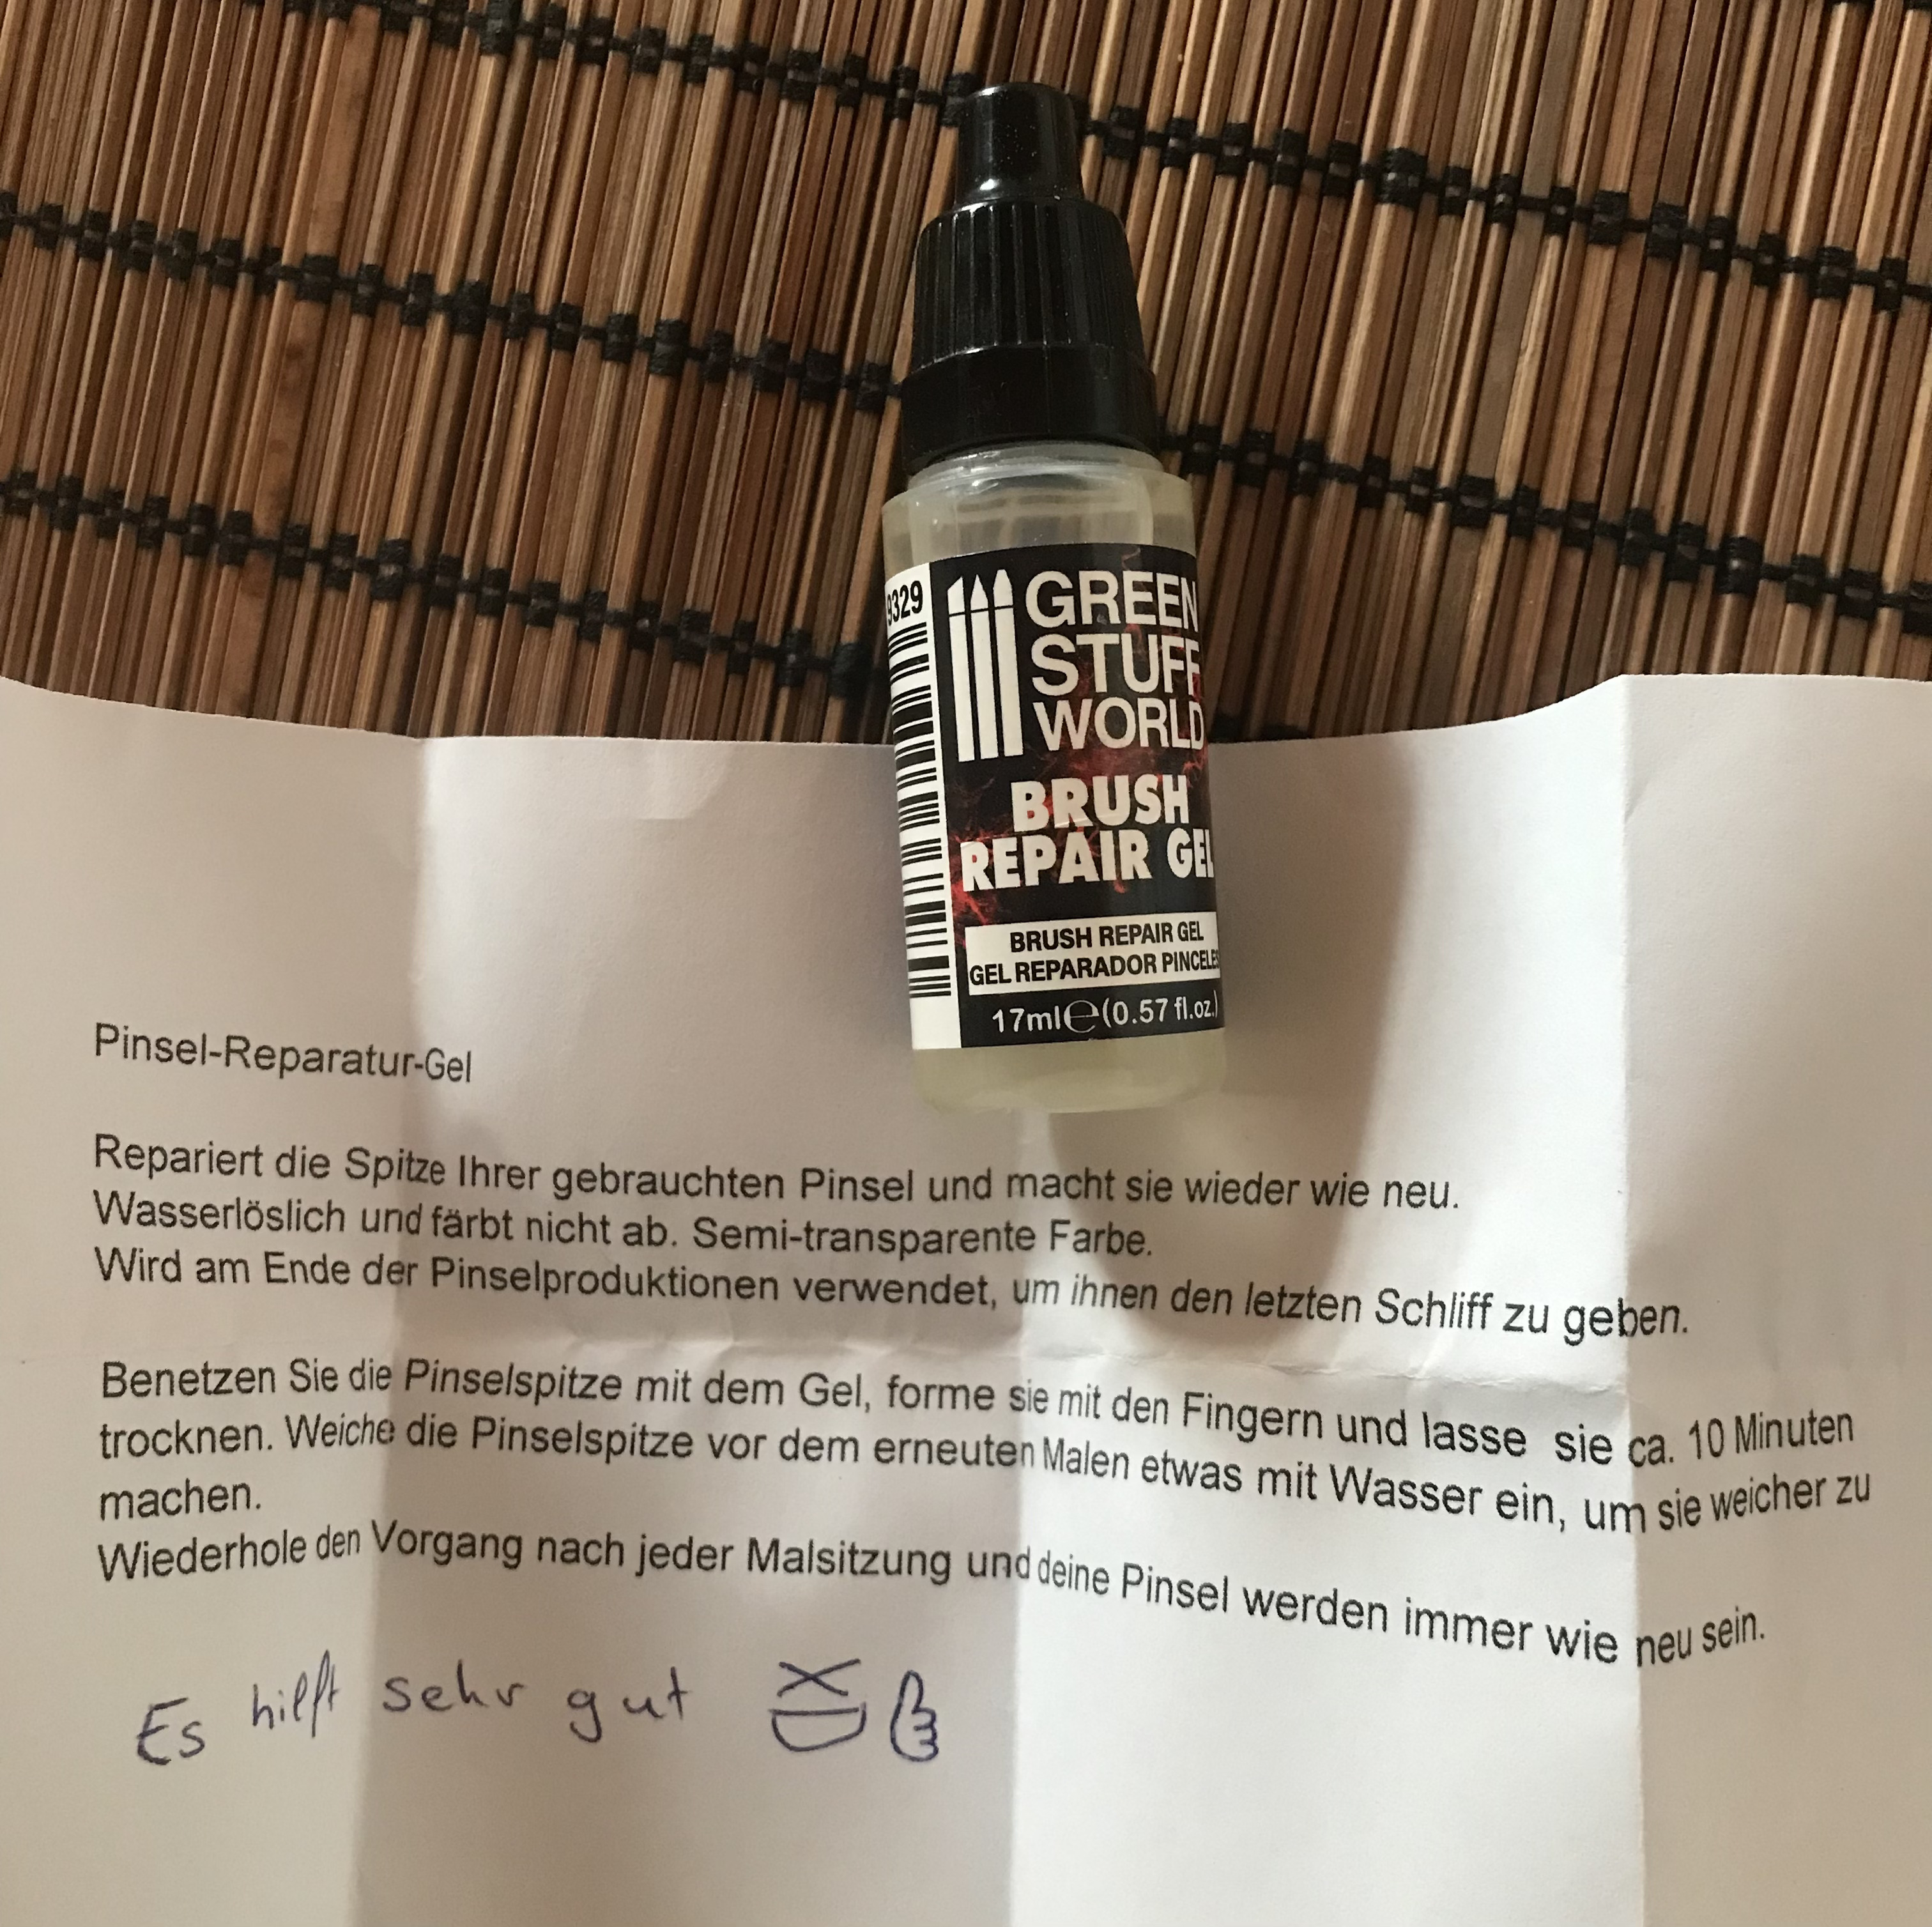 9329
GREEN
STUFF
WORLD
BRUSH
REPAIR GEL
BRUSH REPAIR GEL
GEL REPARADOR PINCELES
17ml℮(0.57 fl.oz.)
Pinsel-Reparatur-Gel
Repariert die Spitze Ihrer gebrauchten Pinsel und macht sie wieder wie neu.
Wasserlöslich und färbt nicht ab. Semi-transparente Farbe.
Wird am Ende der Pinselproduktionen verwendet, um ihnen den letzten Schliff zu geben.
Benetzen Sie die Pinselspitze mit dem Gel, forme sie mit den Fingern und lasse sie ca. 10 Minuten
trocknen. Weiche die Pinselspitze vor dem erneuten Malen etwas mit Wasser ein, um sie weicher zu
machen.
Wiederhole den Vorgang nach jeder Malsitzung und deine Pinsel werden immer wie neu sein.
Es hilft sehr gut